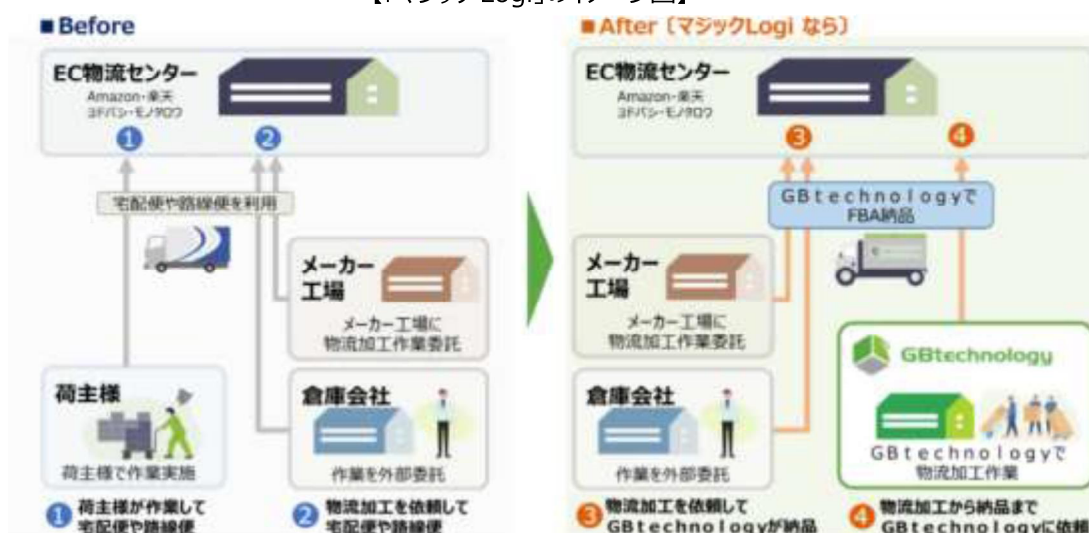 ■Before
EC物流センター
Amazon・楽天
ヨドバシ・モノタロウ
1
2
宅配便や路線便を利用
メーカー
工場
メーカー工場に
物流加工作業委託
荷主様
荷主様で作業実施
倉庫会社
作業を外部委託
1 荷主様が作業して
宅配便や路線便
2 物流加工を依頼して
宅配便や路線便
■After〔マジックLogi なら〕
EC物流センター
Amazon・楽天
ヨドバシ・モノタロウ
3
4
GBtechnologyで
FBA納品
メーカー
工場
メーカー工場に
物流加工作業委託
倉庫会社
作業を外部委託
GBtechnology
GBtechnologyで
物流加工作業
3 物流加工を依頼して
GBtechnologyが納品
4 物流加工から納品まで
GBtechnologyに依頼